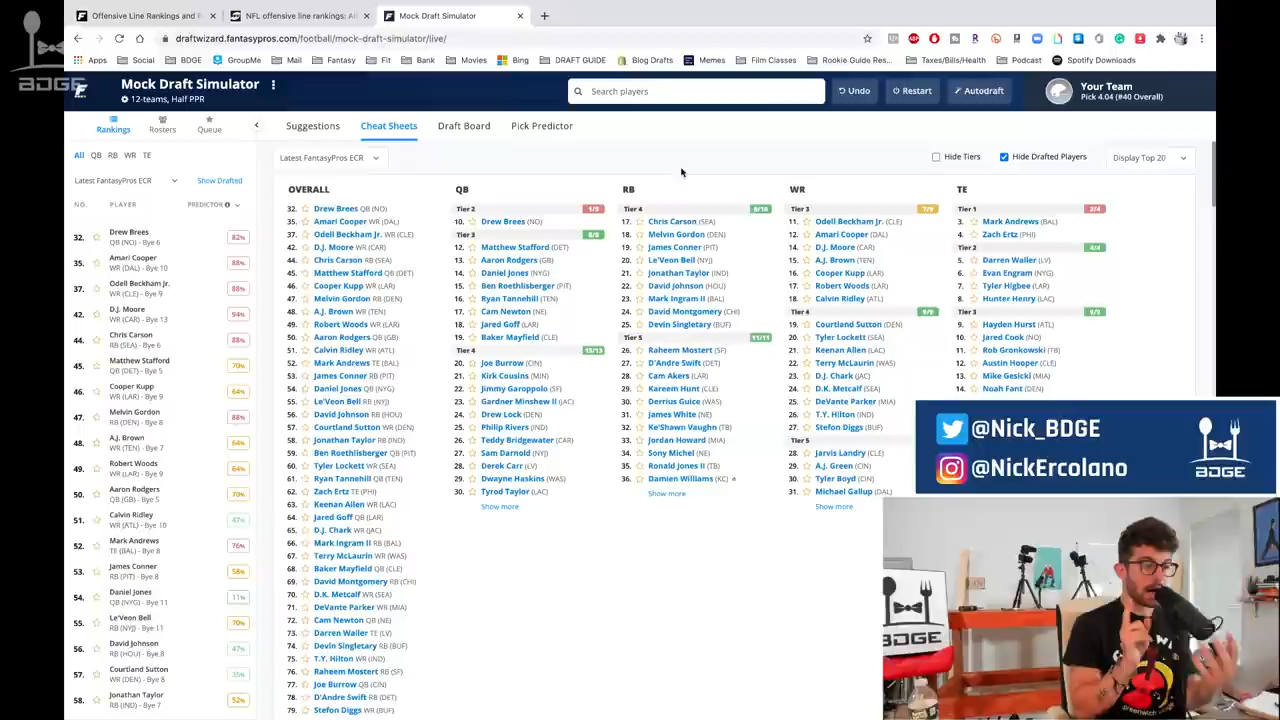 Offensive Line Rankings and
NFL offensive line rankings: Al
Mock Draft Simulator
draftwizard.fantasypros.com/football/mock-draft-simulator/live/
Apps
Social
BDGE
GroupMe
Mail
Fantasy
Fit
Bank
Movies
Bing
DRAFT GUIDE
Blog Drafts
Memes
Film Classes
Rookie Guide Res...
Taxes/Bills/Health
Podcast
Spotify Downloads
BDGE
Mock Draft Simulator
12-teams, Half PPR
Search players
Undo
Restart
Autodraft
Your Team
Pick 4.04 (#40 Overall)
Rankings
Rosters
Queue
Suggestions
Cheat Sheets
Draft Board
Pick Predictor
All QB RB WR TE
Latest FantasyPros ECR
Show Drafted
NO. PLAYER PREDICTOR
32. Drew Brees QB (NO) - Bye 6 82%
35. Amari Cooper WR (DAL) - Bye 10 88%
37. Odell Beckham Jr. WR (CLE) - Bye 9 88%
42. D.J. Moore WR (CAR) - Bye 13 94%
44. Chris Carson RB (SEA) - Bye 6 88%
45. Matthew Stafford QB (DET) - Bye 5 70%
46. Cooper Kupp WR (LAR) - Bye 9 64%
47. Melvin Gordon RB (DEN) - Bye 8 88%
48. A.J. Brown WR (TEN) - Bye 7 64%
49. Robert Woods WR (LAR) - Bye 9 64%
50. Aaron Rodgers QB (GB) - Bye 5 70%
51. Calvin Ridley WR (ATL) - Bye 10 47%
52. Mark Andrews TE (BAL) - Bye 8 76%
53. James Conner RB (PIT) - Bye 8 58%
54. Daniel Jones QB (NYG) - Bye 11 11%
55. Le'Veon Bell RB (NYJ) - Bye 11 70%
56. David Johnson RB (HOU) - Bye 8 47%
57. Courtland Sutton WR (DEN) - Bye 8 35%
58. Jonathan Taylor RB (IND) - Bye 7 52%
Latest FantasyPros ECR
Hide Tiers
Hide Drafted Players
Display Top 20
OVERALL
32. Drew Brees QB (NO)
35. Amari Cooper WR (DAL)
37. Odell Beckham Jr. WR (CLE)
42. D.J. Moore WR (CAR)
44. Chris Carson RB (SEA)
45. Matthew Stafford QB (DET)
46. Cooper Kupp WR (LAR)
47. Melvin Gordon RB (DEN)
48. A.J. Brown WR (TEN)
49. Robert Woods WR (LAR)
50. Aaron Rodgers QB (GB)
51. Calvin Ridley WR (ATL)
52. Mark Andrews TE (BAL)
53. James Conner RB (PIT)
54. Daniel Jones QB (NYG)
55. Le'Veon Bell RB (NYJ)
56. David Johnson RB (HOU)
57. Courtland Sutton WR (DEN)
58. Jonathan Taylor RB (IND)
59. Ben Roethlisberger QB (PIT)
60. Tyler Lockett WR (SEA)
61. Ryan Tannehill QB (TEN)
62. Zach Ertz TE (PHI)
63. Keenan Allen WR (LAC)
64. Jared Goff QB (LAR)
65. D.J. Chark WR (JAC)
66. Mark Ingram II RB (BAL)
67. Terry McLaurin WR (WAS)
68. Baker Mayfield QB (CLE)
69. David Montgomery RB (CHI)
70. D.K. Metcalf WR (SEA)
71. DeVante Parker WR (MIA)
72. Cam Newton QB (NE)
73. Darren Waller TE (LV)
74. Devin Singletary RB (BUF)
75. T.Y. Hilton WR (IND)
76. Raheem Mostert RB (SF)
77. Joe Burrow QB (CIN)
78. D'Andre Swift RB (DET)
79. Stefon Diggs WR (BUF)
QB
Tier 2 1/5
10. Drew Brees (NO)
Tier 3 8/8
12. Matthew Stafford (DET)
13. Aaron Rodgers (GB)
14. Daniel Jones (NYG)
15. Ben Roethlisberger (PIT)
16. Ryan Tannehill (TEN)
17. Cam Newton (NE)
18. Jared Goff (LAR)
19. Baker Mayfield (CLE)
Tier 4 13/13
20. Joe Burrow (CIN)
21. Kirk Cousins (MIN)
22. Jimmy Garoppolo (SF)
23. Gardner Minshew II (JAC)
24. Drew Lock (DEN)
25. Philip Rivers (IND)
26. Teddy Bridgewater (CAR)
27. Sam Darnold (NYJ)
28. Derek Carr (LV)
29. Dwayne Haskins (WAS)
30. Tyrod Taylor (LAC)
Show more
RB
Tier 4 9/10
17. Chris Carson (SEA)
18. Melvin Gordon (DEN)
19. James Conner (PIT)
20. Le'Veon Bell (NYJ)
21. Jonathan Taylor (IND)
22. David Johnson (HOU)
23. Mark Ingram II (BAL)
24. David Montgomery (CHI)
25. Devin Singletary (BUF)
Tier 5 11/11
26. Raheem Mostert (SF)
27. D'Andre Swift (DET)
28. Cam Akers (LAR)
29. Kareem Hunt (CLE)
30. Derrius Guice (WAS)
31. James White (NE)
32. Ke'Shawn Vaughn (TB)
33. Jordan Howard (MIA)
34. Sony Michel (NE)
35. Ronald Jones II (TB)
36. Damien Williams (KC)
Show more
WR
Tier 3 7/9
11. Odell Beckham Jr. (CLE)
12. Amari Cooper (DAL)
14. D.J. Moore (CAR)
15. A.J. Brown (TEN)
16. Cooper Kupp (LAR)
17. Robert Woods (LAR)
18. Calvin Ridley (ATL)
Tier 4 9/9
19. Courtland Sutton (DEN)
20. Tyler Lockett (SEA)
21. Keenan Allen (LAC)
22. Terry McLaurin (WAS)
23. D.J. Chark (JAC)
24. D.K. Metcalf (SEA)
25. DeVante Parker (MIA)
26. T.Y. Hilton (IND)
27. Stefon Diggs (BUF)
Tier 5
28. Jarvis Landry (CLE)
29. A.J. Green (CIN)
30. Tyler Boyd (CIN)
31. Michael Gallup (DAL)
Show more
TE
Tier 1 2/4
3. Mark Andrews (BAL)
4. Zach Ertz (PHI)
Tier 2 4/4
5. Darren Waller (LV)
6. Evan Engram (NYG)
7. Tyler Higbee (LAR)
8. Hunter Henry (LAC)
Tier 3 9/9
9. Hayden Hurst (ATL)
10. Jared Cook (NO)
11. Rob Gronkowski (TB)
12. Austin Hooper (CLE)
13. Mike Gesicki (MIA)
14. Noah Fant (DEN)
@Nick_BDGE
@NickErcolano
BDGE
BDGE